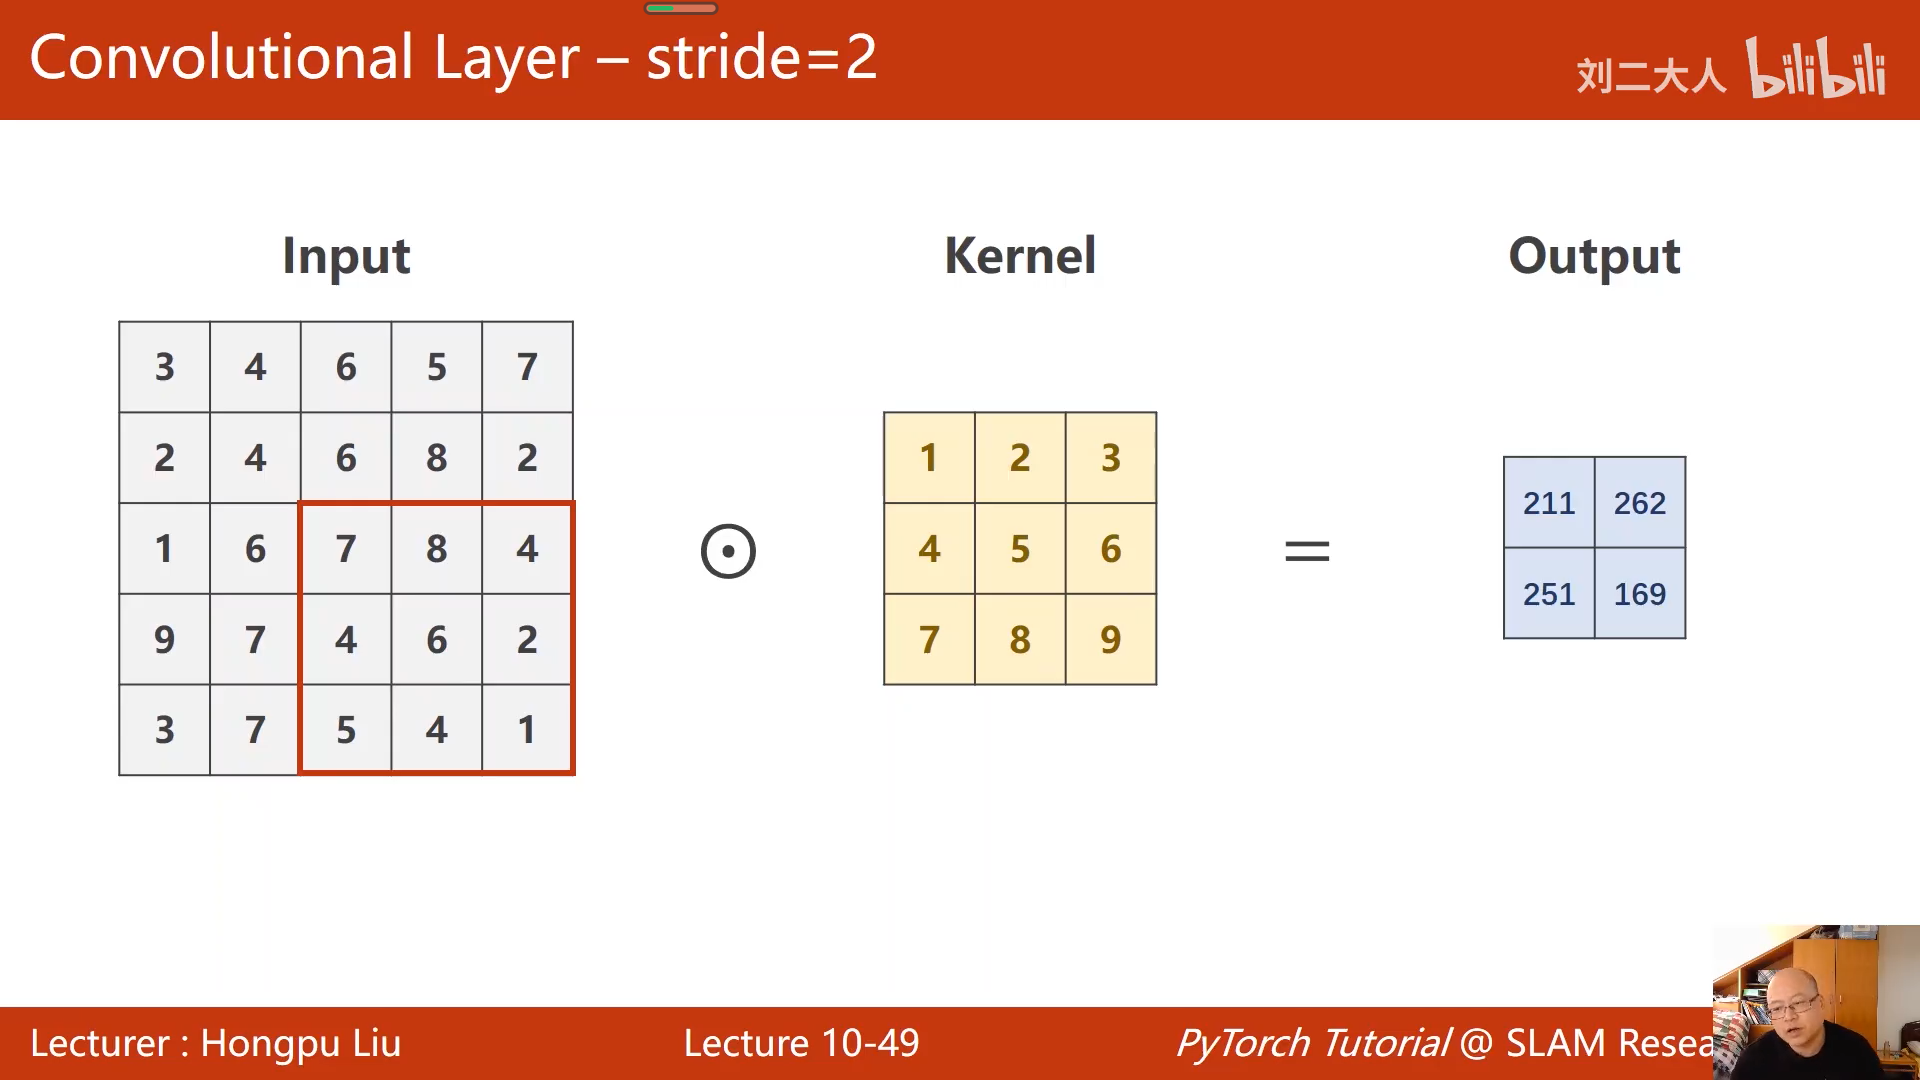 Convolutional Layer – stride=2
刘二大人 bilibili
Input
Kernel
Output
3 4 6 5 7
2 4 6 8 2
1 6 7 8 4
9 7 4 6 2
3 7 5 4 1
⊙
1 2 3
4 5 6
7 8 9
=
211 262
251 169
Lecturer : Hongpu Liu
Lecture 10-49
PyTorch Tutorial @ SLAM Resea